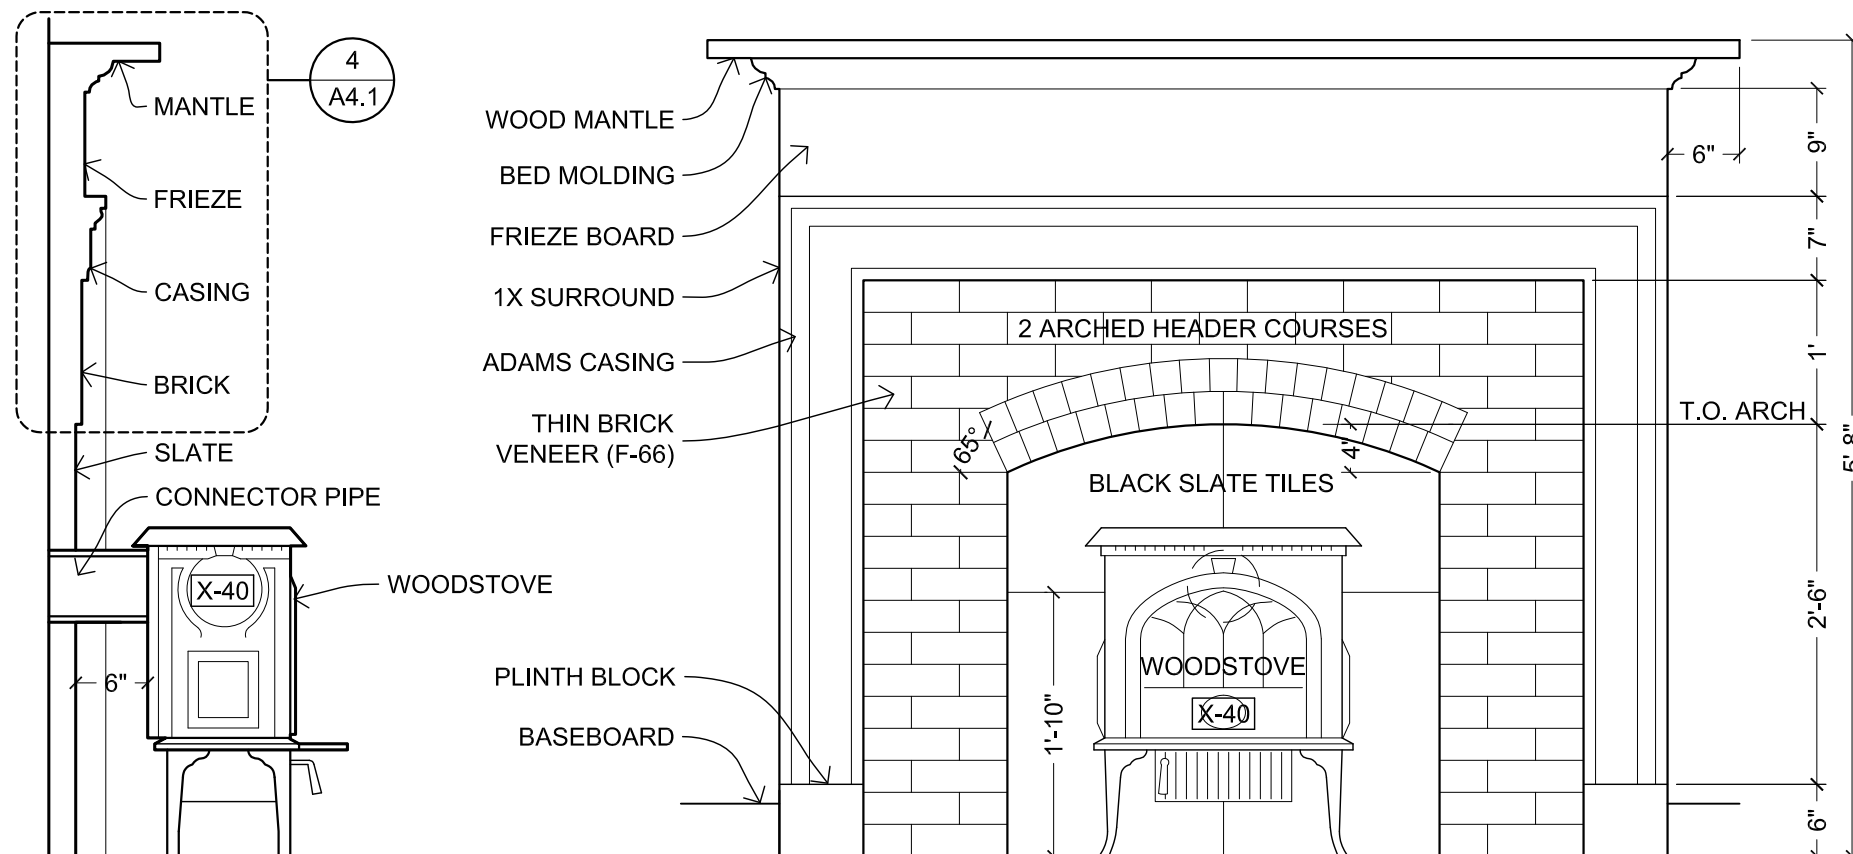 4
A4.1
MANTLE
FRIEZE
CASING
BRICK
SLATE
CONNECTOR PIPE
X-40
WOODSTOVE
6"
WOOD MANTLE
BED MOLDING
FRIEZE BOARD
1X SURROUND
ADAMS CASING
THIN BRICK
VENEER (F-66)
PLINTH BLOCK
BASEBOARD
2 ARCHED HEADER COURSES
65°
4"
BLACK SLATE TILES
WOODSTOVE
X-40
1'-10"
6"
9"
7"
1'
T.O. ARCH
2'-6"
6"
5'-8"